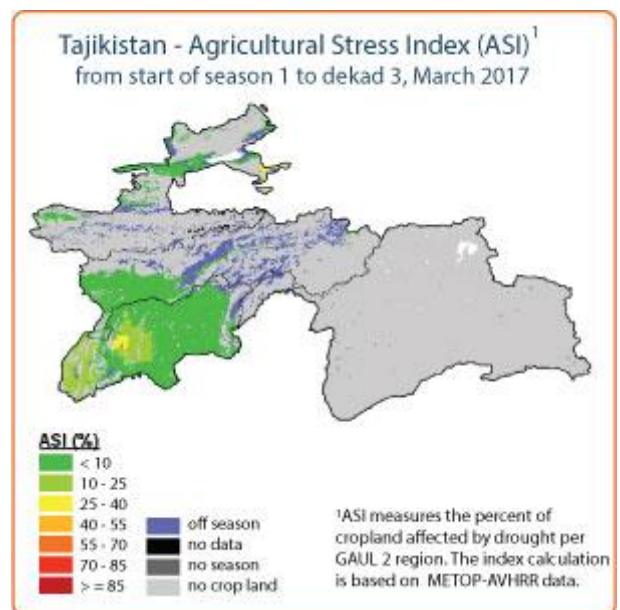 Tajikistan - Agricultural Stress Index (ASI)¹
from start of season 1 to dekad 3, March 2017
ASI (%)
< 10
10 - 25
25 - 40
40 - 55
55 - 70
70 - 85
> = 85
off season
no data
no season
no crop land
¹ASI measures the percent of
cropland affected by drought per
GAUL 2 region. The index calculation
is based on METOP-AVHRR data.